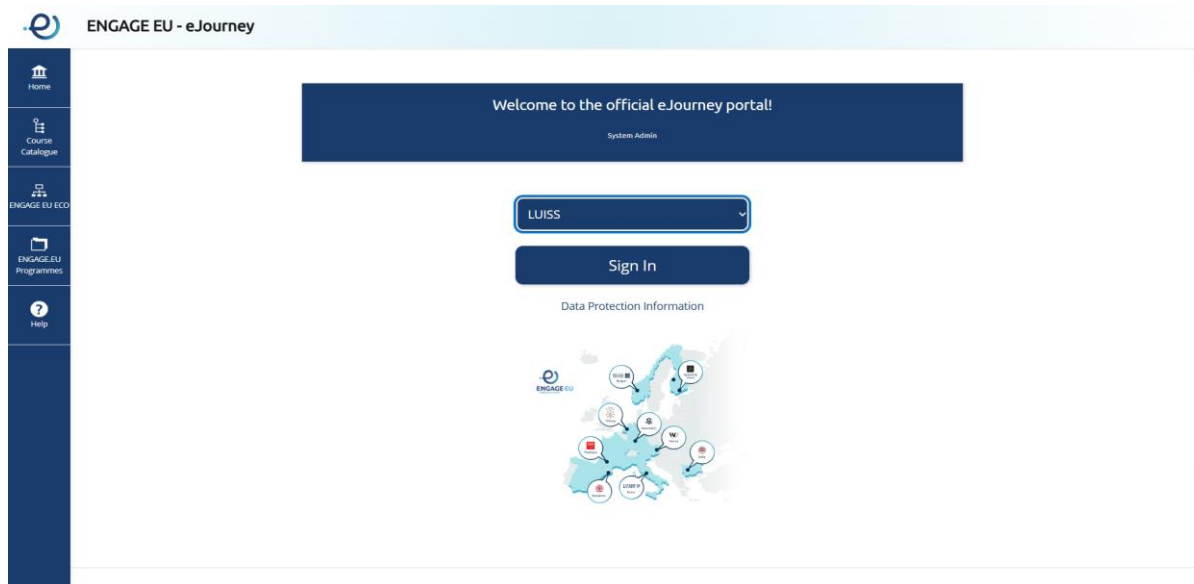 ENGAGE EU - eJourney
Home
Course
Catalogue
ENGAGE EU ECO
ENGAGE.EU
Programmes
?
Help
Welcome to the official eJourney portal!
System Admin
LUISS
Sign In
Data Protection Information
ENGAGE•EU